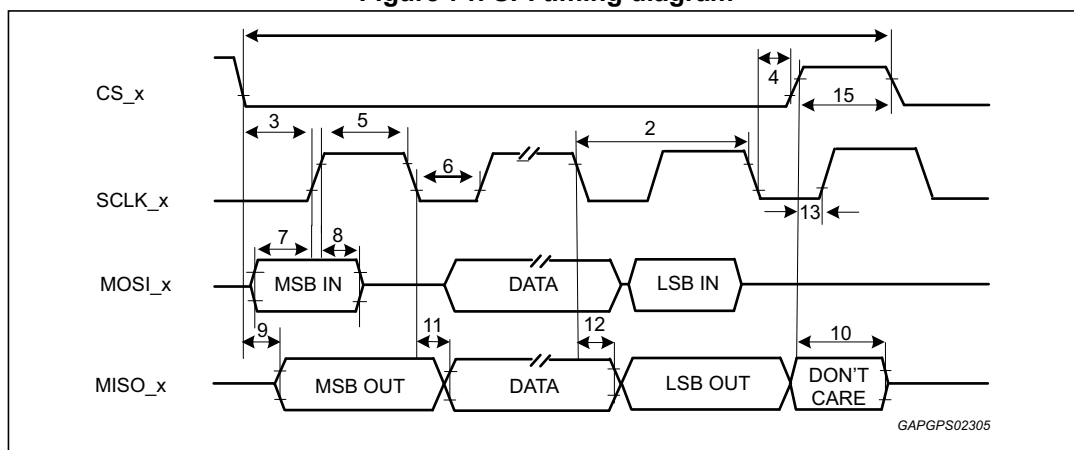 Figure SPI timing diagram
4
CS_x
15
3
5
2
6
SCLK_x
13
7
8
MOSI_x
MSB IN
DATA
LSB IN
9
11
12
10
MISO_x
MSB OUT
DATA
LSB OUT
DON'T
CARE
GAPGPS02305